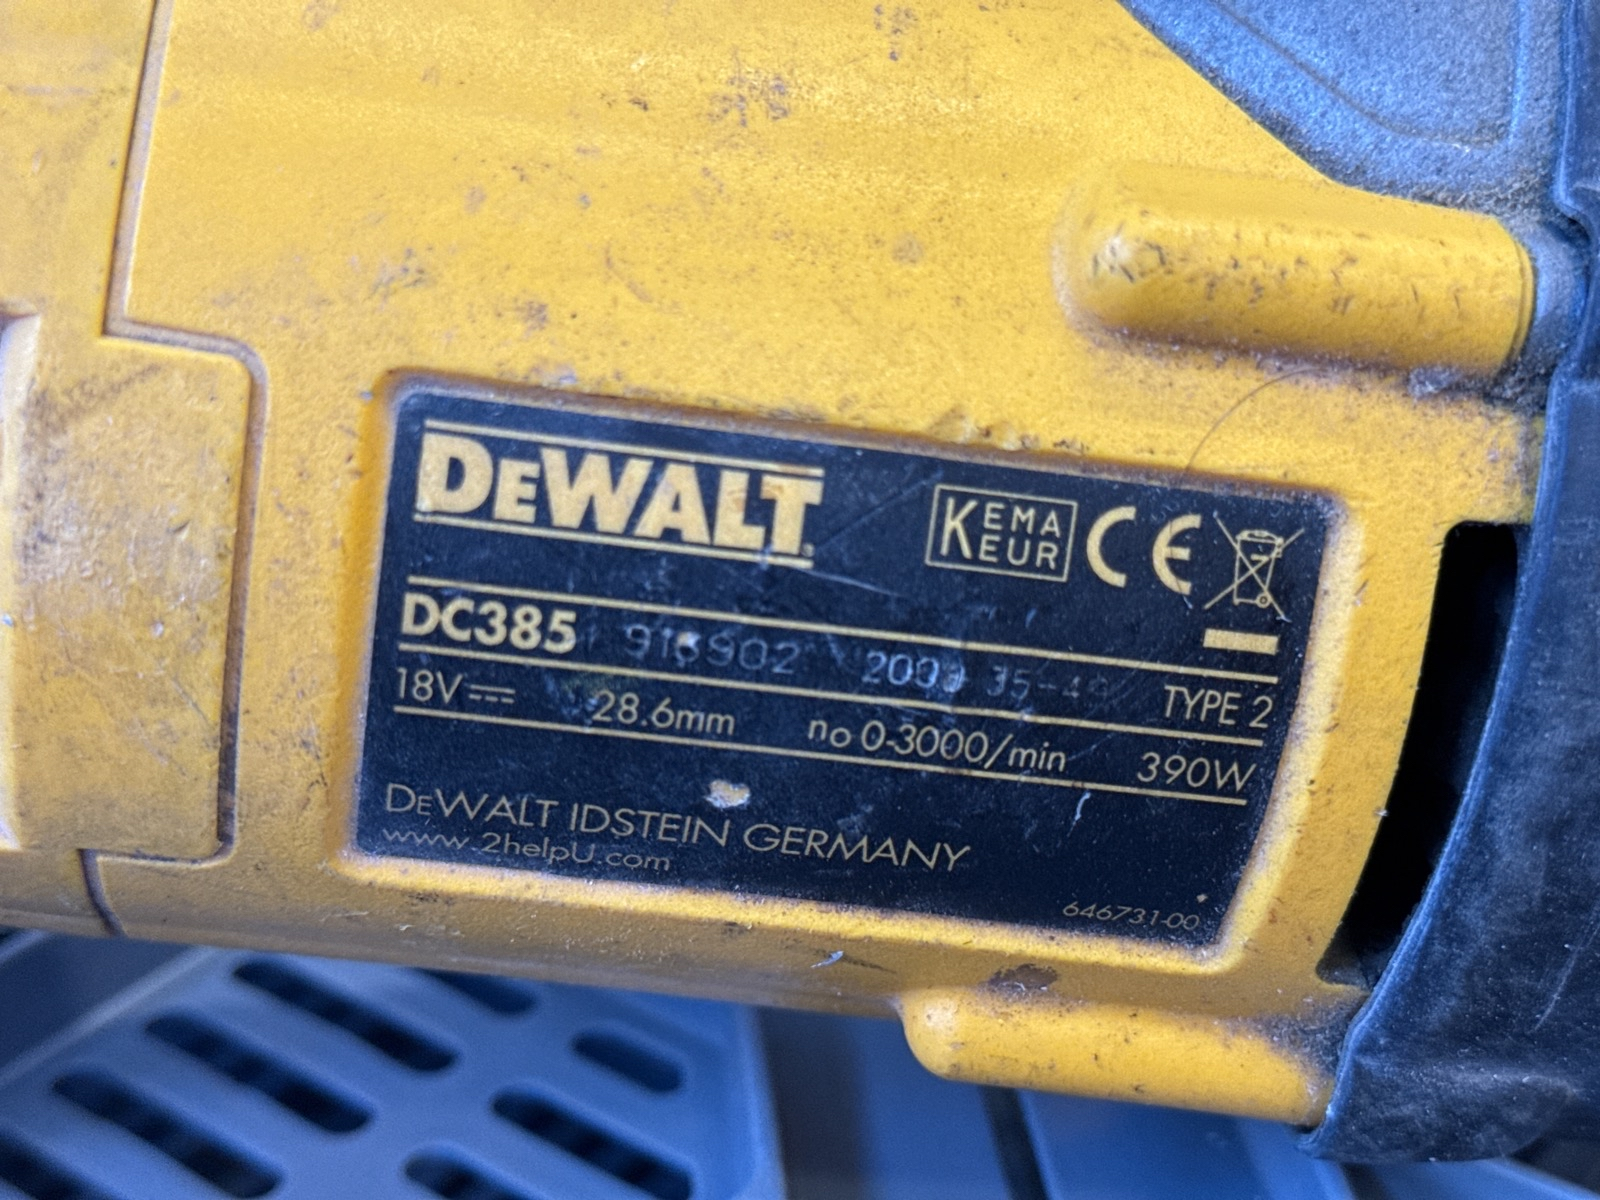 DEWALT
KEMA
EUR
CE
DC385
TYPE 2
18V 28.6mm no 0-3000/min 390W
DEWALT IDSTEIN GERMANY
www.2helpU.com
646731-00